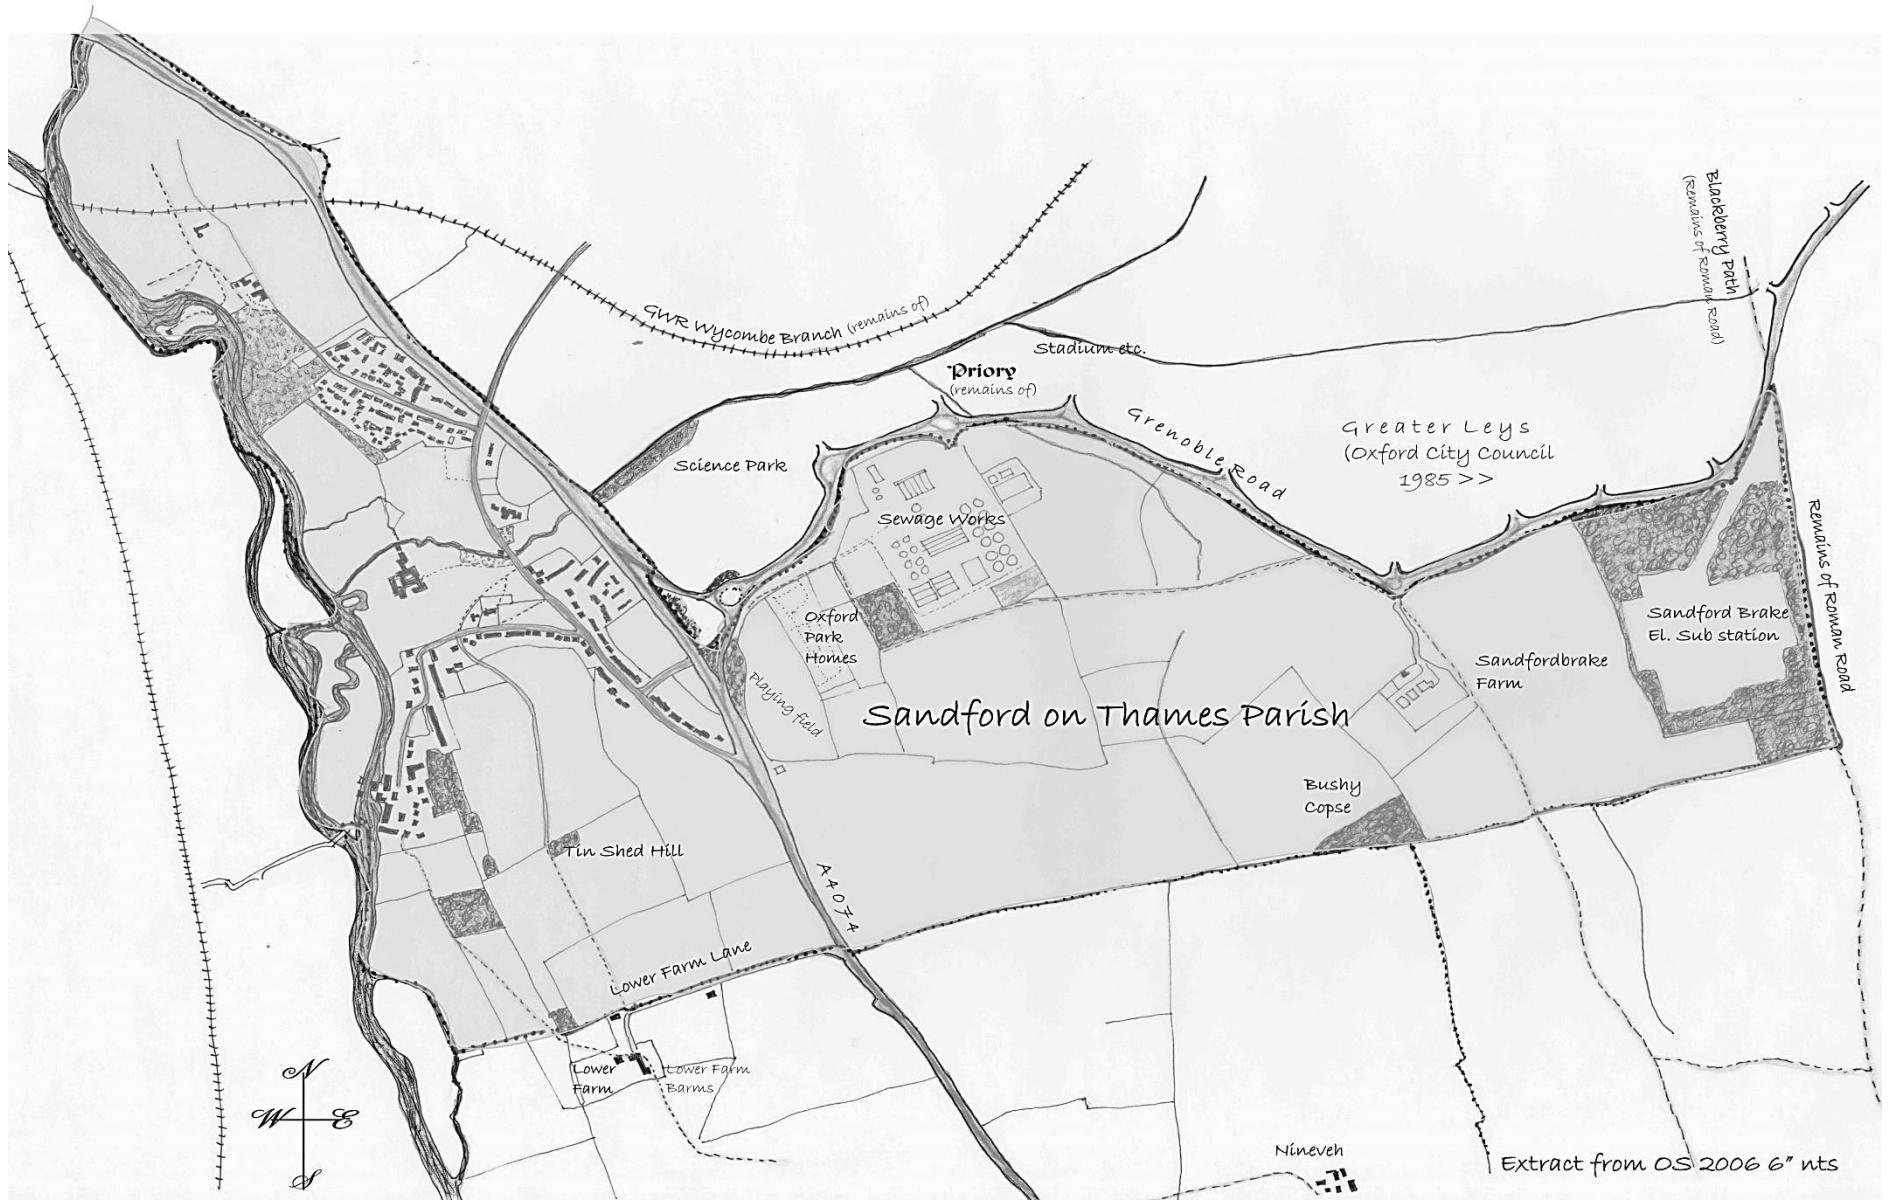 Blackberry Path
(Remains of Roman Road)
GWR Wycombe Branch (remains of)
Stadium etc.
Priory
(remains of)
Grenoble Road
Greater Leys
(Oxford City Council
1985 >>
Science Park
Sewage Works
Remains of Roman Road
Oxford
Park
Homes
Sandford Brake
El. Sub station
Sandfordbrake
Farm
Playing field
Sandford on Thames Parish
Bushy
Copse
Tin Shed Hill
A4074
Lower Farm Lane
Lower
Farm
Lower Farm
Barms
N
W E
S
Nineveh
Extract from OS 2006 6" nts